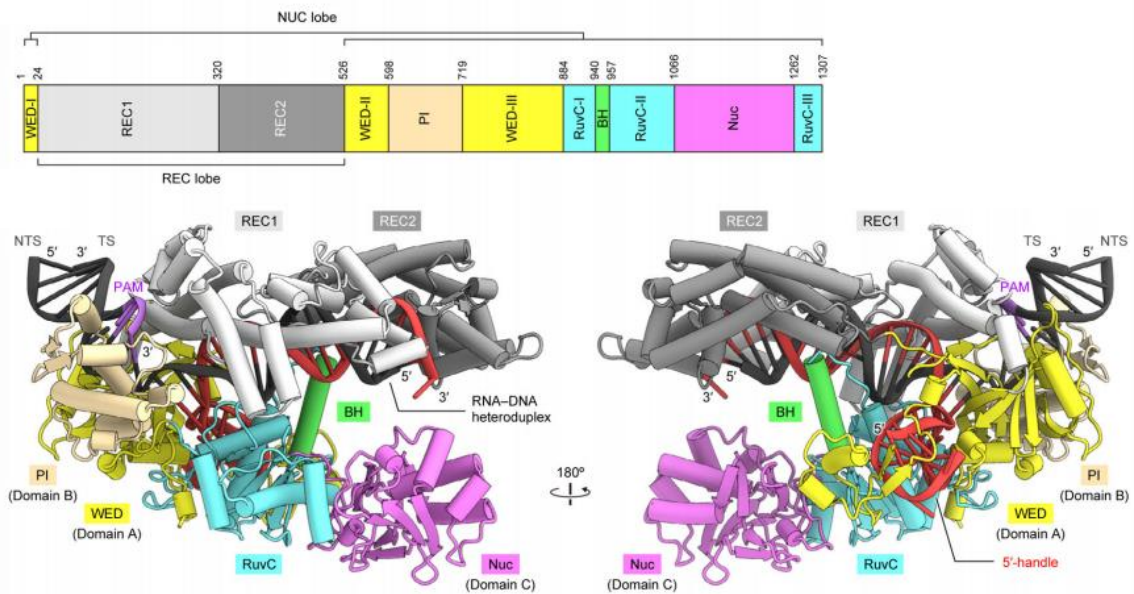 NUC lobe
1
24
320
526
598
719
884
940
957
1066
1262
1307
WED-I
REC1
REC2
WED-II
PI
WED-III
RuvC-I
BH
RuvC-II
Nuc
RuvC-III
REC lobe
REC1
REC2
NTS
5′
3′
TS
PAM
3′
5′
3′
RNA–DNA
heteroduplex
BH
PI
(Domain B)
WED
(Domain A)
RuvC
Nuc
(Domain C)
180º
REC2
REC1
TS
3′
5′
NTS
PAM
5′
3′
BH
5′
PI
(Domain B)
WED
(Domain A)
Nuc
(Domain C)
RuvC
5′-handle